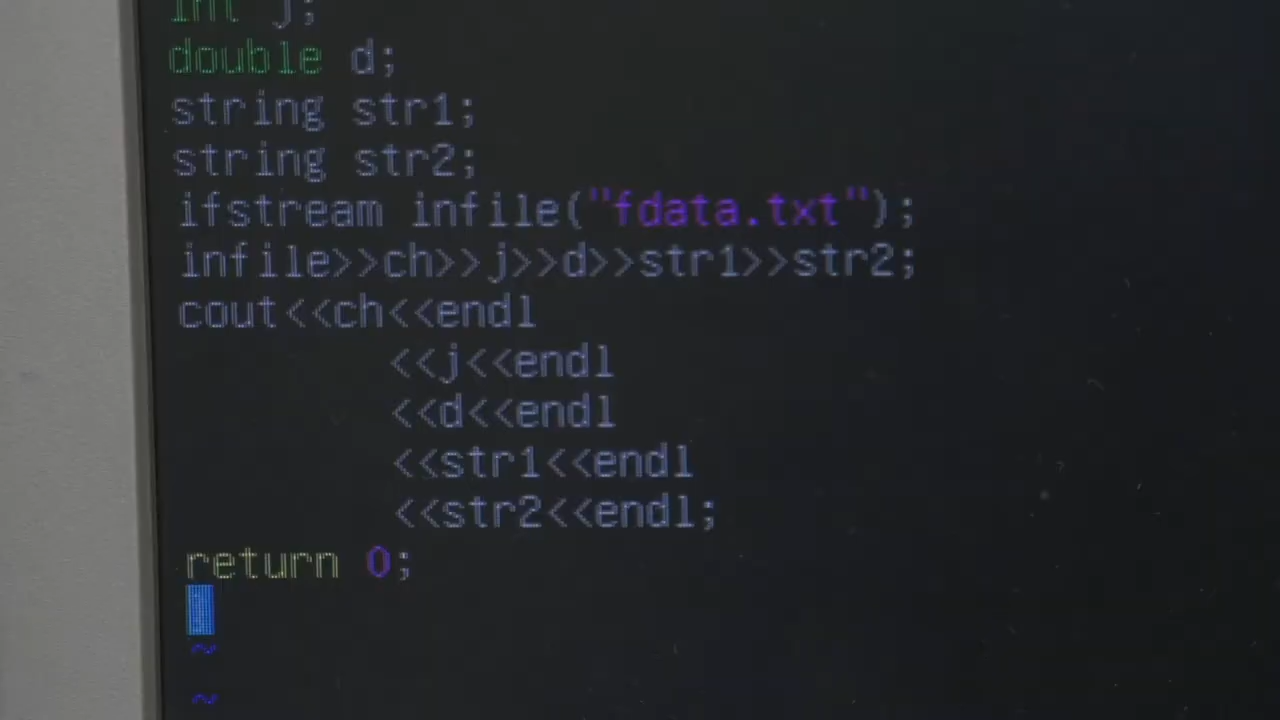 int j;
double d;
string str1;
string str2;
ifstream infile("fdata.txt");
infile>>ch>>j>>d>>str1>>str2;
cout<<ch<<endl
<<j<<endl
<<d<<endl
<<str1<<endl
<<str2<<endl;
return 0;
~
~